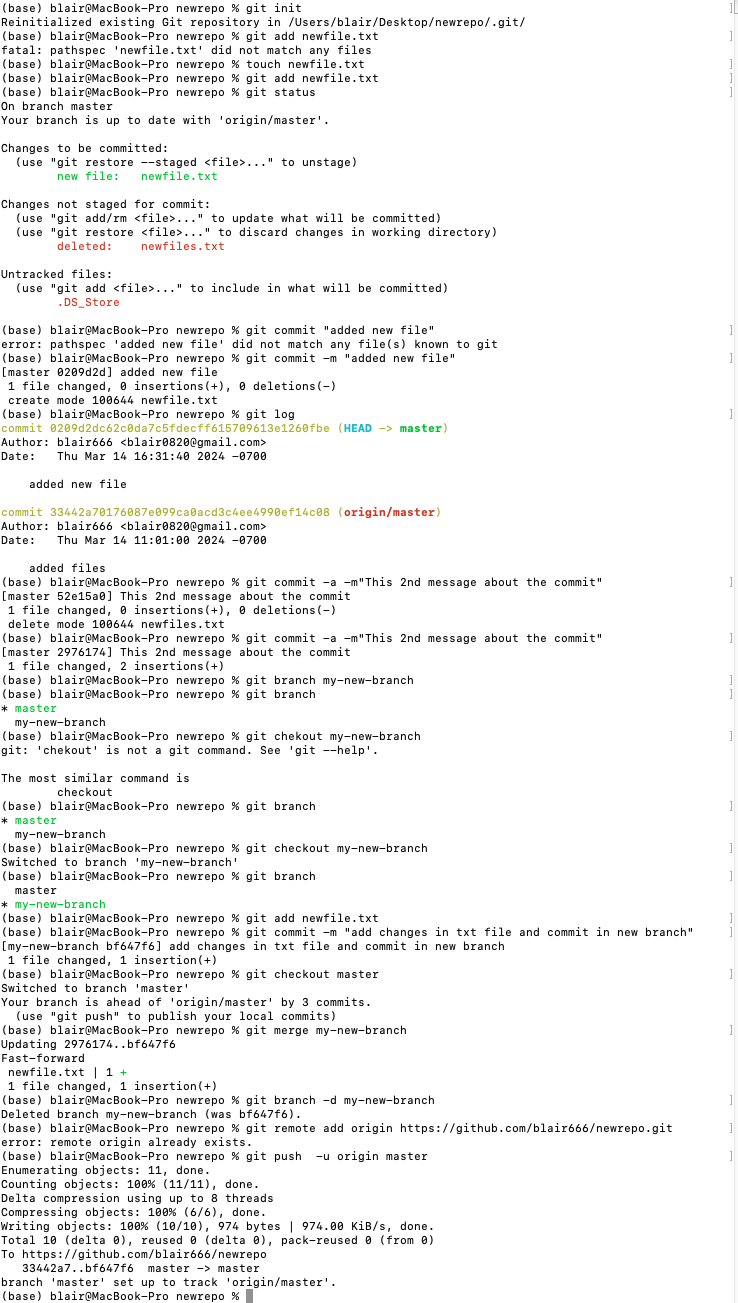 (base) blair@MacBook-Pro newrepo % git init
Reinitialized existing Git repository in /Users/blair/Desktop/newrepo/.git/
(base) blair@MacBook-Pro newrepo % git add newfile.txt
fatal: pathspec 'newfile.txt' did not match any files
(base) blair@MacBook-Pro newrepo % touch newfile.txt
(base) blair@MacBook-Pro newrepo % git add newfile.txt
(base) blair@MacBook-Pro newrepo % git status
On branch master
Your branch is up to date with 'origin/master'.

Changes to be committed:
  (use "git restore --staged <file>..." to unstage)
        new file:   newfile.txt

Changes not staged for commit:
  (use "git add/rm <file>..." to update what will be committed)
  (use "git restore <file>..." to discard changes in working directory)
        deleted:    newfiles.txt

Untracked files:
  (use "git add <file>..." to include in what will be committed)
        .DS_Store

(base) blair@MacBook-Pro newrepo % git commit "added new file"
error: pathspec 'added new file' did not match any file(s) known to git
(base) blair@MacBook-Pro newrepo % git commit -m "added new file"
[master 0209d2d] added new file
 1 file changed, 0 insertions(+), 0 deletions(-)
 create mode 100644 newfile.txt
(base) blair@MacBook-Pro newrepo % git log
commit 0209d2dc62c0da7c5fdecff615709613e1260fbe (HEAD -> master)
Author: blair666 <blair0820@gmail.com>
Date:   Thu Mar 14 16:31:40 2024 -0700

    added new file

commit 33442a70176087e099ca0acd3c4ee4990ef14c08 (origin/master)
Author: blair666 <blair0820@gmail.com>
Date:   Thu Mar 14 11:01:00 2024 -0700

    added files
(base) blair@MacBook-Pro newrepo % git commit -a -m"This 2nd message about the commit"
[master 52e15a0] This 2nd message about the commit
 1 file changed, 0 insertions(+), 0 deletions(-)
 delete mode 100644 newfiles.txt
(base) blair@MacBook-Pro newrepo % git commit -a -m"This 2nd message about the commit"
[master 2976174] This 2nd message about the commit
 1 file changed, 2 insertions(+)
(base) blair@MacBook-Pro newrepo % git branch my-new-branch
(base) blair@MacBook-Pro newrepo % git branch
* master
  my-new-branch
(base) blair@MacBook-Pro newrepo % git chekout my-new-branch
git: 'chekout' is not a git command. See 'git --help'.

The most similar command is
        checkout
(base) blair@MacBook-Pro newrepo % git branch
* master
  my-new-branch
(base) blair@MacBook-Pro newrepo % git checkout my-new-branch
Switched to branch 'my-new-branch'
(base) blair@MacBook-Pro newrepo % git branch
  master
* my-new-branch
(base) blair@MacBook-Pro newrepo % git add newfile.txt
(base) blair@MacBook-Pro newrepo % git commit -m "add changes in txt file and commit in new branch"
[my-new-branch bf647f6] add changes in txt file and commit in new branch
 1 file changed, 1 insertion(+)
(base) blair@MacBook-Pro newrepo % git checkout master
Switched to branch 'master'
Your branch is ahead of 'origin/master' by 3 commits.
  (use "git push" to publish your local commits)
(base) blair@MacBook-Pro newrepo % git merge my-new-branch
Updating 2976174..bf647f6
Fast-forward
 newfile.txt | 1 +
 1 file changed, 1 insertion(+)
(base) blair@MacBook-Pro newrepo % git branch -d my-new-branch
Deleted branch my-new-branch (was bf647f6).
(base) blair@MacBook-Pro newrepo % git remote add origin https://github.com/blair666/newrepo.git
error: remote origin already exists.
(base) blair@MacBook-Pro newrepo % git push  -u origin master
Enumerating objects: 11, done.
Counting objects: 100% (11/11), done.
Delta compression using up to 8 threads
Compressing objects: 100% (6/6), done.
Writing objects: 100% (10/10), 974 bytes | 974.00 KiB/s, done.
Total 10 (delta 0), reused 0 (delta 0), pack-reused 0 (from 0)
To https://github.com/blair666/newrepo
   33442a7..bf647f6  master -> master
branch 'master' set up to track 'origin/master'.
(base) blair@MacBook-Pro newrepo %